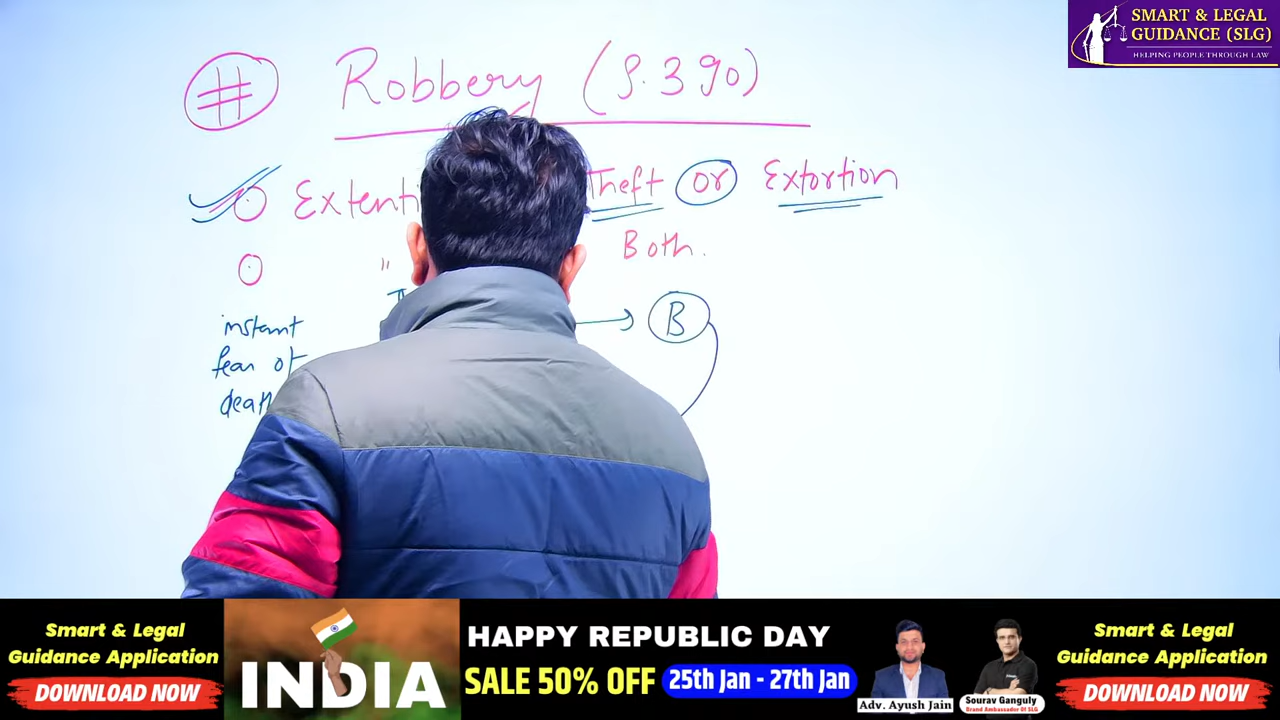 SMART & LEGAL
GUIDANCE (SLG)
HELPING PEOPLE THROUGH LAW
# Robbery (S.390)
Theft or Extortion
" Both.
B
instant
fear of
Smart & Legal
Guidance Application
DOWNLOAD NOW
INDIA
HAPPY REPUBLIC DAY
SALE 50% OFF 25th Jan - 27th Jan
Adv. Ayush Jain
Sourav Ganguly
Brand Ambassador Of SLG
Smart & Legal
Guidance Application
DOWNLOAD NOW